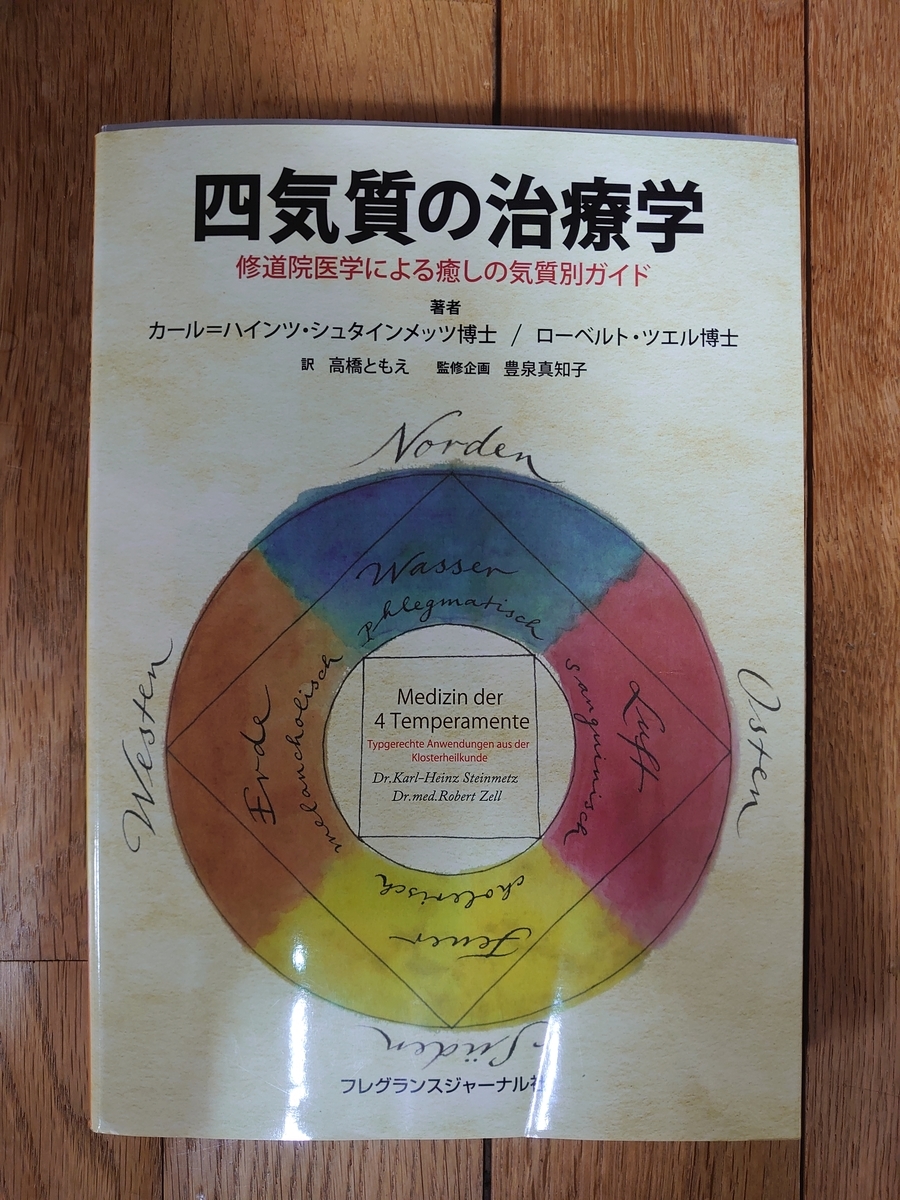 四気質の治療学
修道院医学による癒しの気質別ガイド
著者
カール＝ハインツ・シュタインメッツ博士 / ローベルト・ツエル博士
訳 高橋ともえ 監修企画 豊泉真知子
Norden
Wasser
phlegmatisch
Westen
Erde
melancholisch
Medizin der
4 Temperamente
Typgerechte Anwendungen aus der
Klosterheilkunde
Dr.Karl-Heinz Steinmetz
Dr.med.Robert Zell
sanguinisch
Luft
Osten
cholerisch
Feuer
Süden
フレグランスジャーナル社